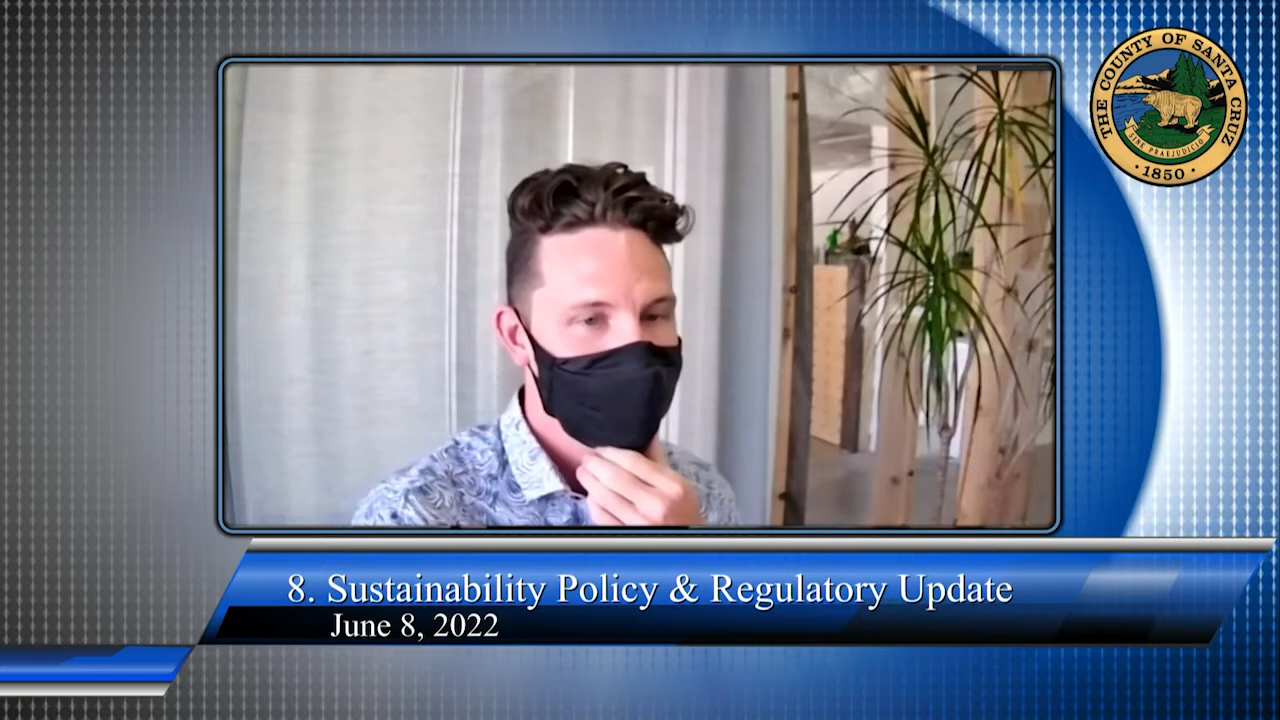 THE COUNTY OF SANTA CRUZ
SINE PRAEJUDICIO
· 1850 ·
8. Sustainability Policy & Regulatory Update
June 8, 2022